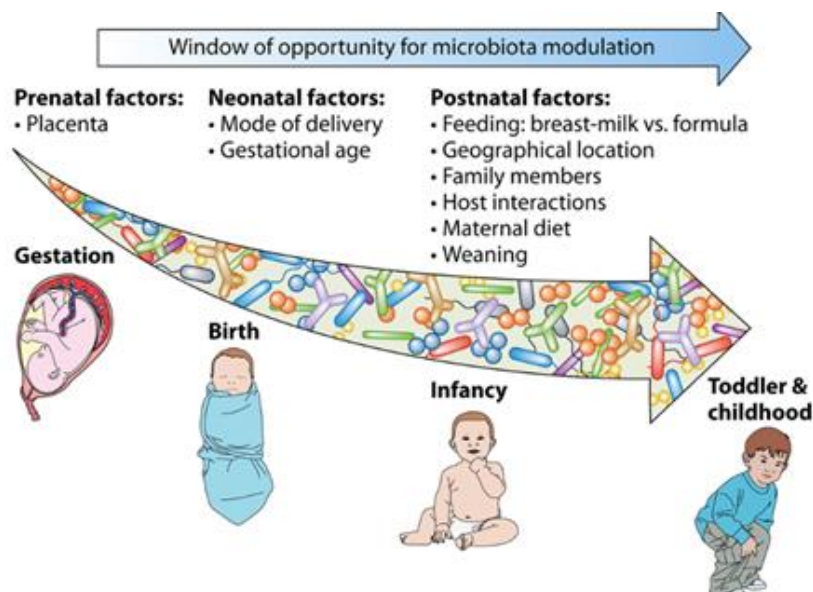 Window of opportunity for microbiota modulation
Prenatal factors:
• Placenta
Neonatal factors:
• Mode of delivery
• Gestational age
Postnatal factors:
• Feeding: breast-milk vs. formula
• Geographical location
• Family members
• Host interactions
• Maternal diet
• Weaning
Gestation
Birth
Infancy
Toddler &
childhood